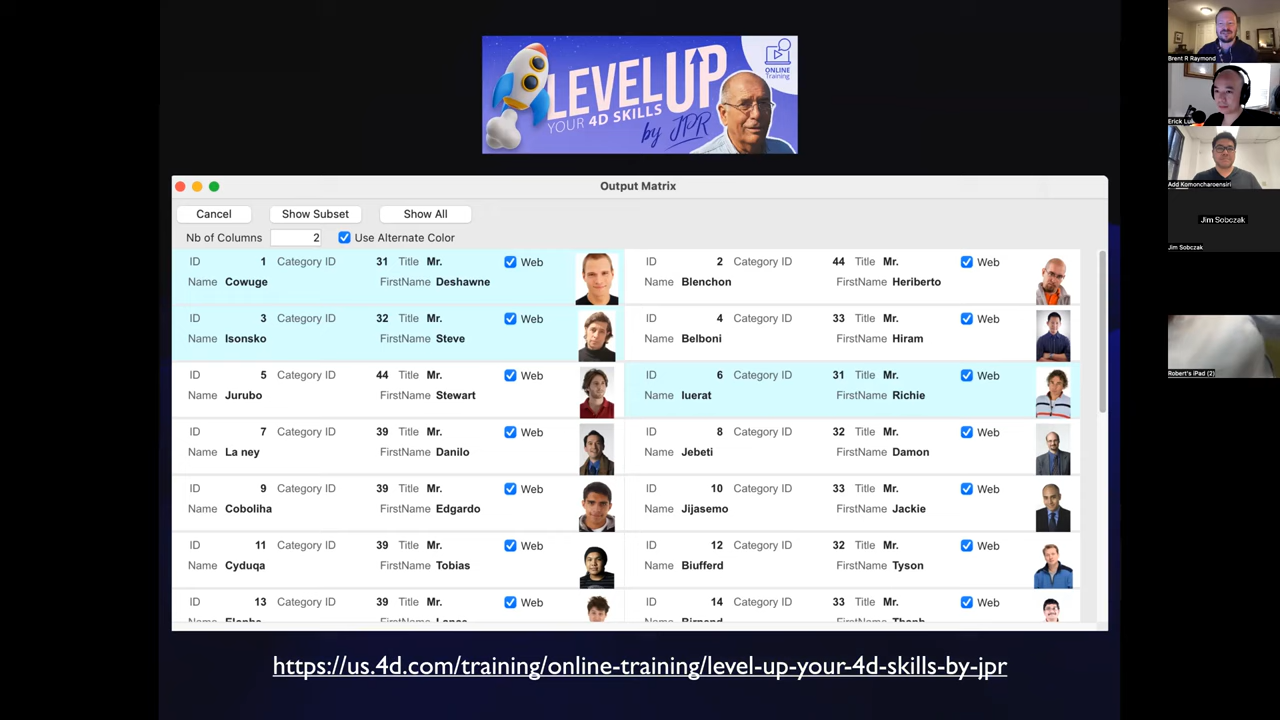 LEVELUP
YOUR 4D SKILLS
by JPR
ONLINE
Training
Output Matrix
Cancel Show Subset Show All
Nb of Columns 2 Use Alternate Color
ID 1 Category ID 31 Title Mr. Web ID 2 Category ID 44 Title Mr. Web
Name Cowuge FirstName Deshawne Name Blenchon FirstName Heriberto
ID 3 Category ID 32 Title Mr. Web ID 4 Category ID 33 Title Mr. Web
Name Isonsko FirstName Steve Name Belboni FirstName Hiram
ID 5 Category ID 44 Title Mr. Web ID 6 Category ID 31 Title Mr. Web
Name Jurubo FirstName Stewart Name Iuerat FirstName Richie
ID 7 Category ID 39 Title Mr. Web ID 8 Category ID 32 Title Mr. Web
Name La ney FirstName Danilo Name Jebeti FirstName Damon
ID 9 Category ID 39 Title Mr. Web ID 10 Category ID 33 Title Mr. Web
Name Coboliha FirstName Edgardo Name Jijasemo FirstName Jackie
ID 11 Category ID 39 Title Mr. Web ID 12 Category ID 32 Title Mr. Web
Name Cyduqa FirstName Tobias Name Biufferd FirstName Tyson
ID 13 Category ID 39 Title Mr. Web ID 14 Category ID 33 Title Mr. Web
Name FirstName Name FirstName
https://us.4d.com/training/online-training/level-up-your-4d-skills-by-jpr
Brent R Raymond
Erick Lui
Add Komoncharoensiri
Jim Sobczak
Jim Sobczak
Robert's iPad (2)